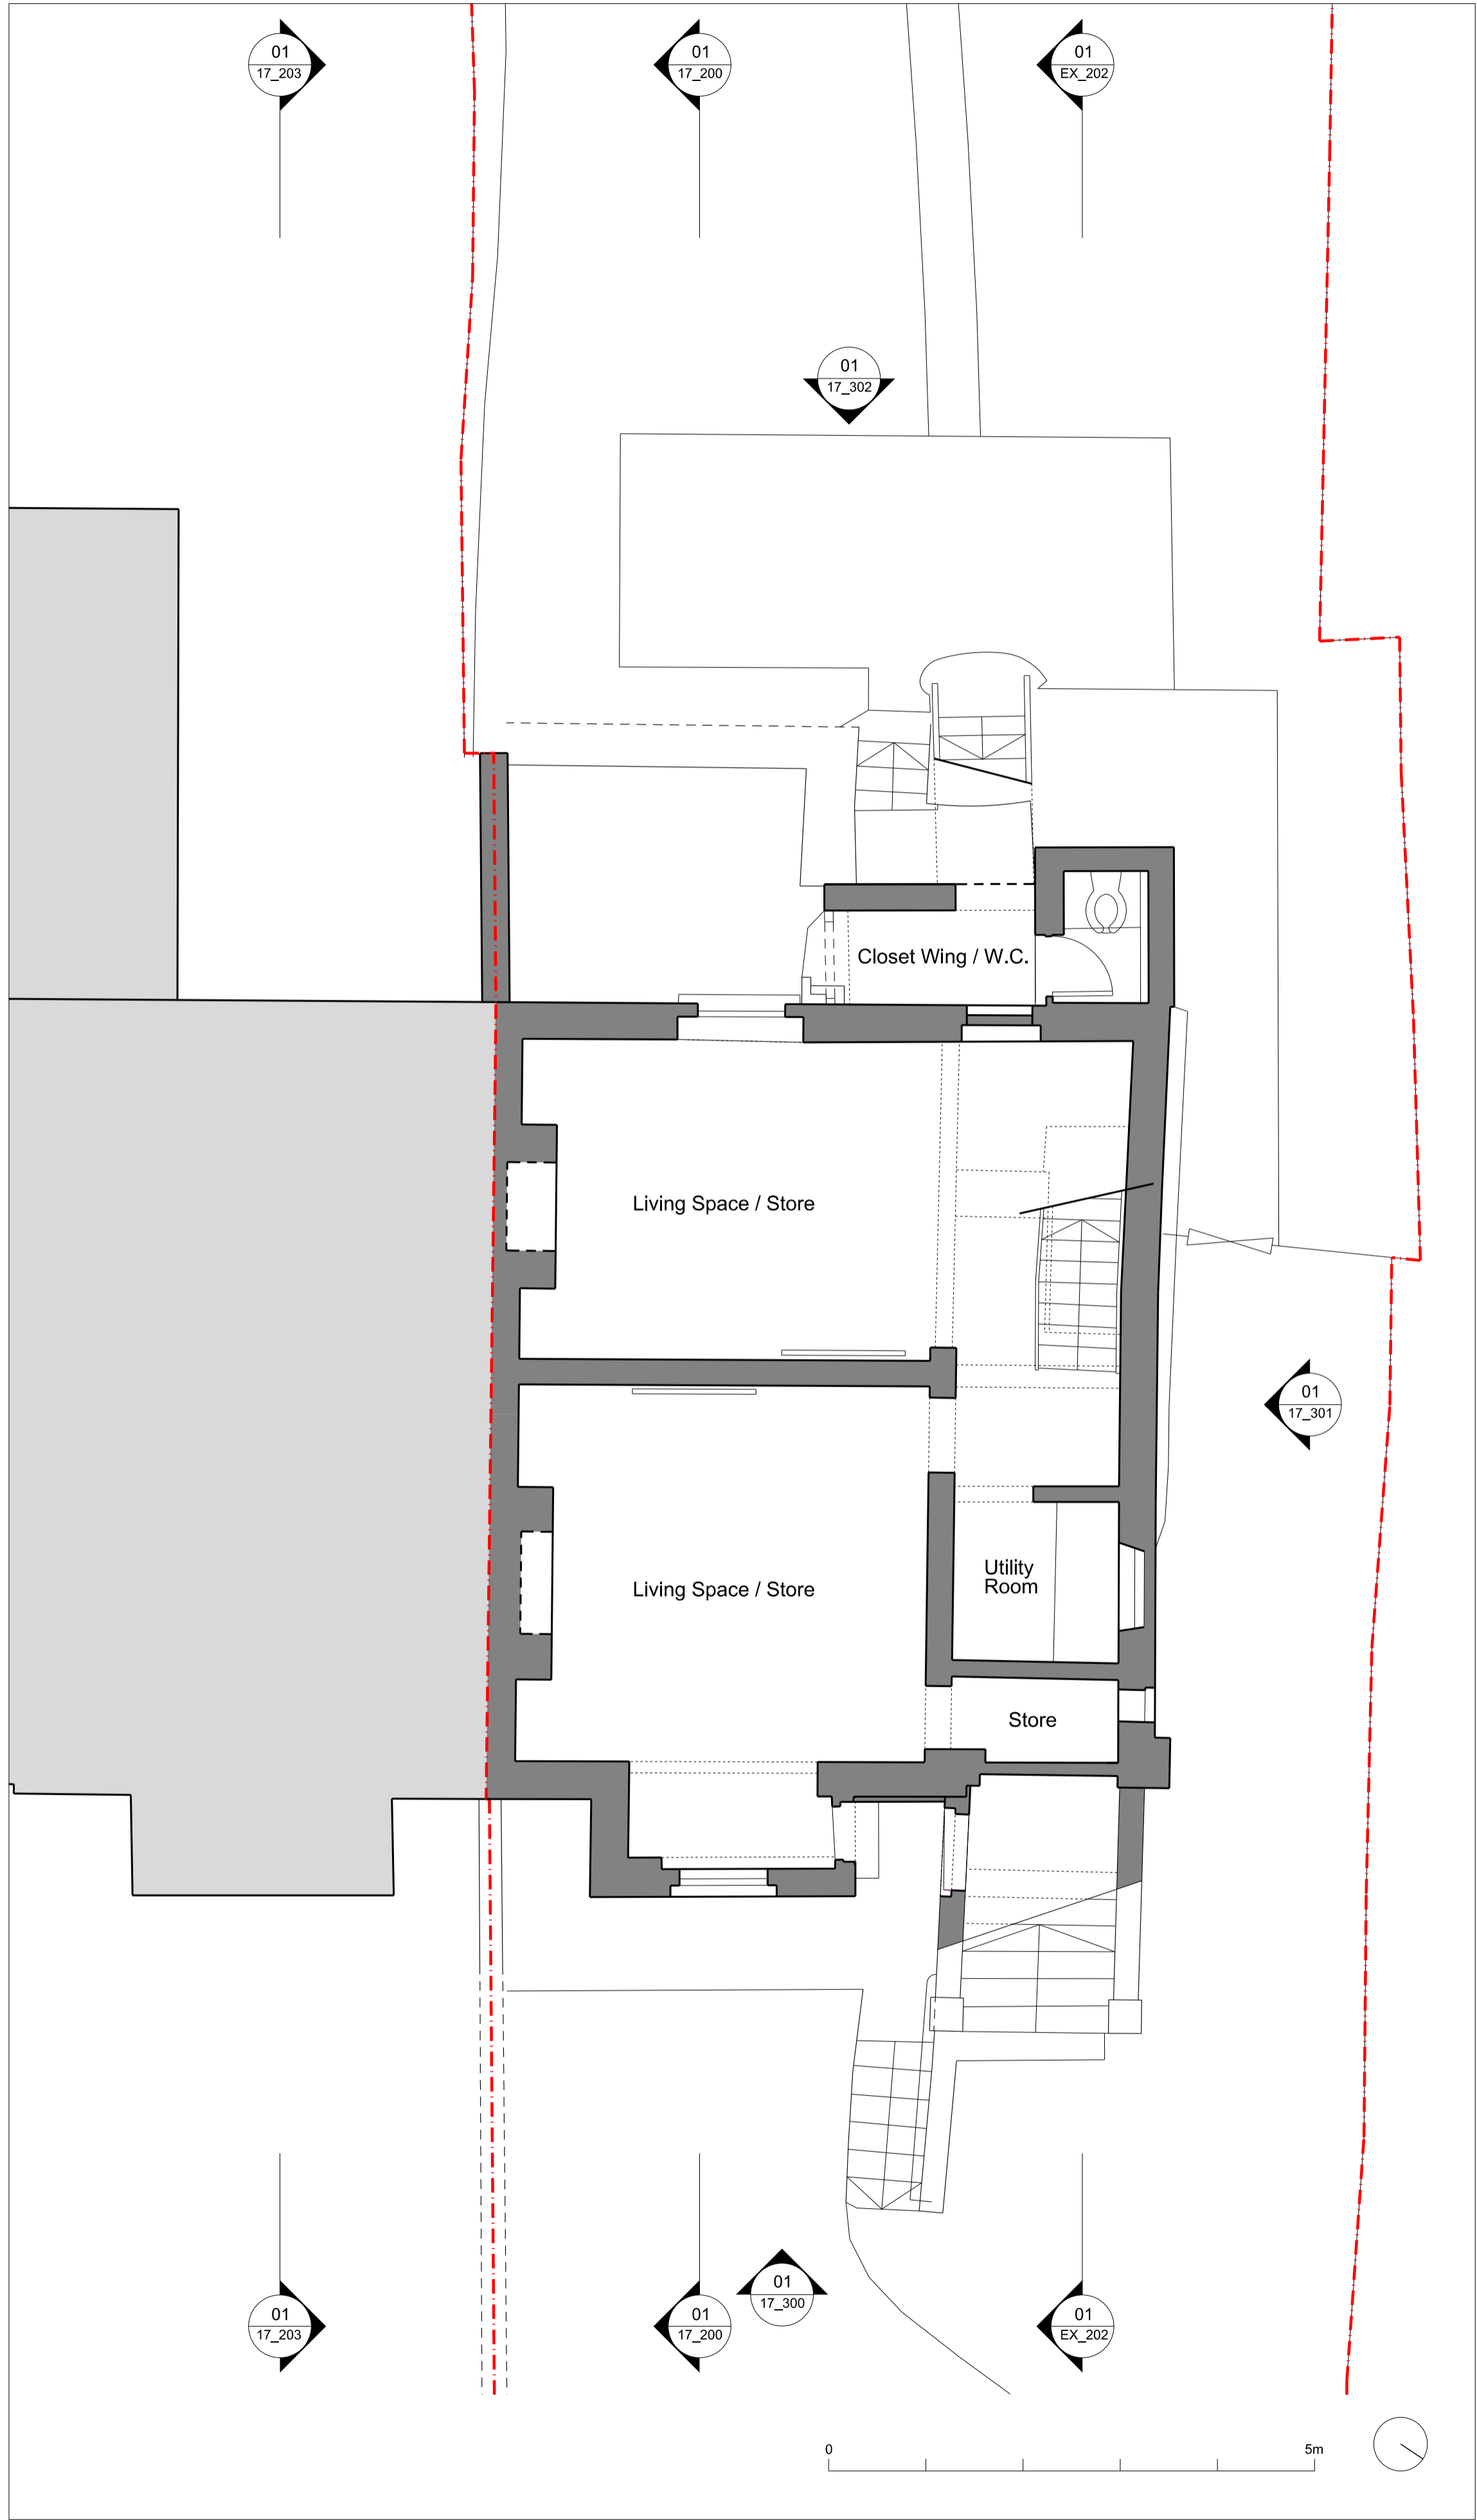 01
17_203
01
17_200
01
EX_202
01
17_302
Closet Wing / W.C.
Living Space / Store
01
17_301
Utility
Room
Living Space / Store
Store
01
17_203
01
17_200
01
17_300
01
EX_202
0
5m